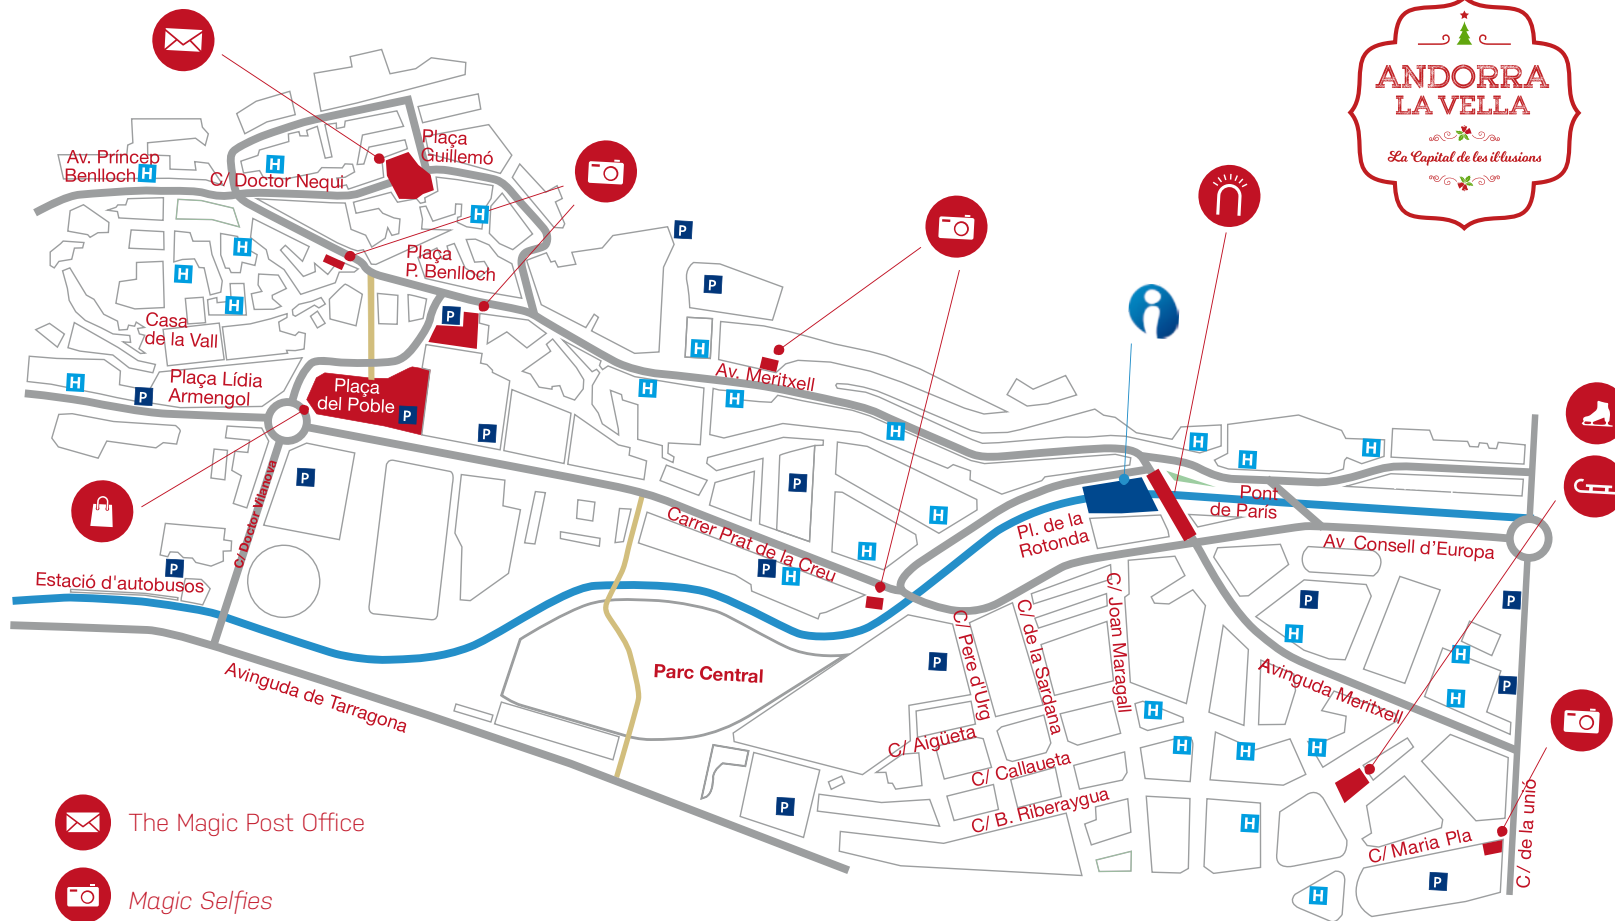 ANDORRA
LA VELLA
La Capital de les il·lusions
Plaça
Guillemó
Av. Príncep
Benlloch
H
H
C/ Doctor Nequi
H
P
H
Plaça
P. Benlloch
H
P
H
P
Casa
de la Vall
H
Av. Meritxell
Plaça Lídia
Armengol
H
P
Plaça
del Poble
P
H
H
P
H
H
H
H
P
P
C/ Doctor Vilanova
H
Carrer Prat de la Creu
Pl. de la
Rotonda
Pont
de París
Av Consell d'Europa
H
P
H
P
Estació d'autobusos
P
P
H
C/ Pere d'Urg
C/ de la Sardana
C/ Joan Maragall
P
H
P
H
Avinguda Meritxell
Parc Central
Avinguda de Tarragona
H
H
H
H
C/ Aigüeta
C/ Callaueta
C/ B. Riberaygua
P
H
C/ Maria Pla
C/ de la unió
P
H
The Magic Post Office
Magic Selfies